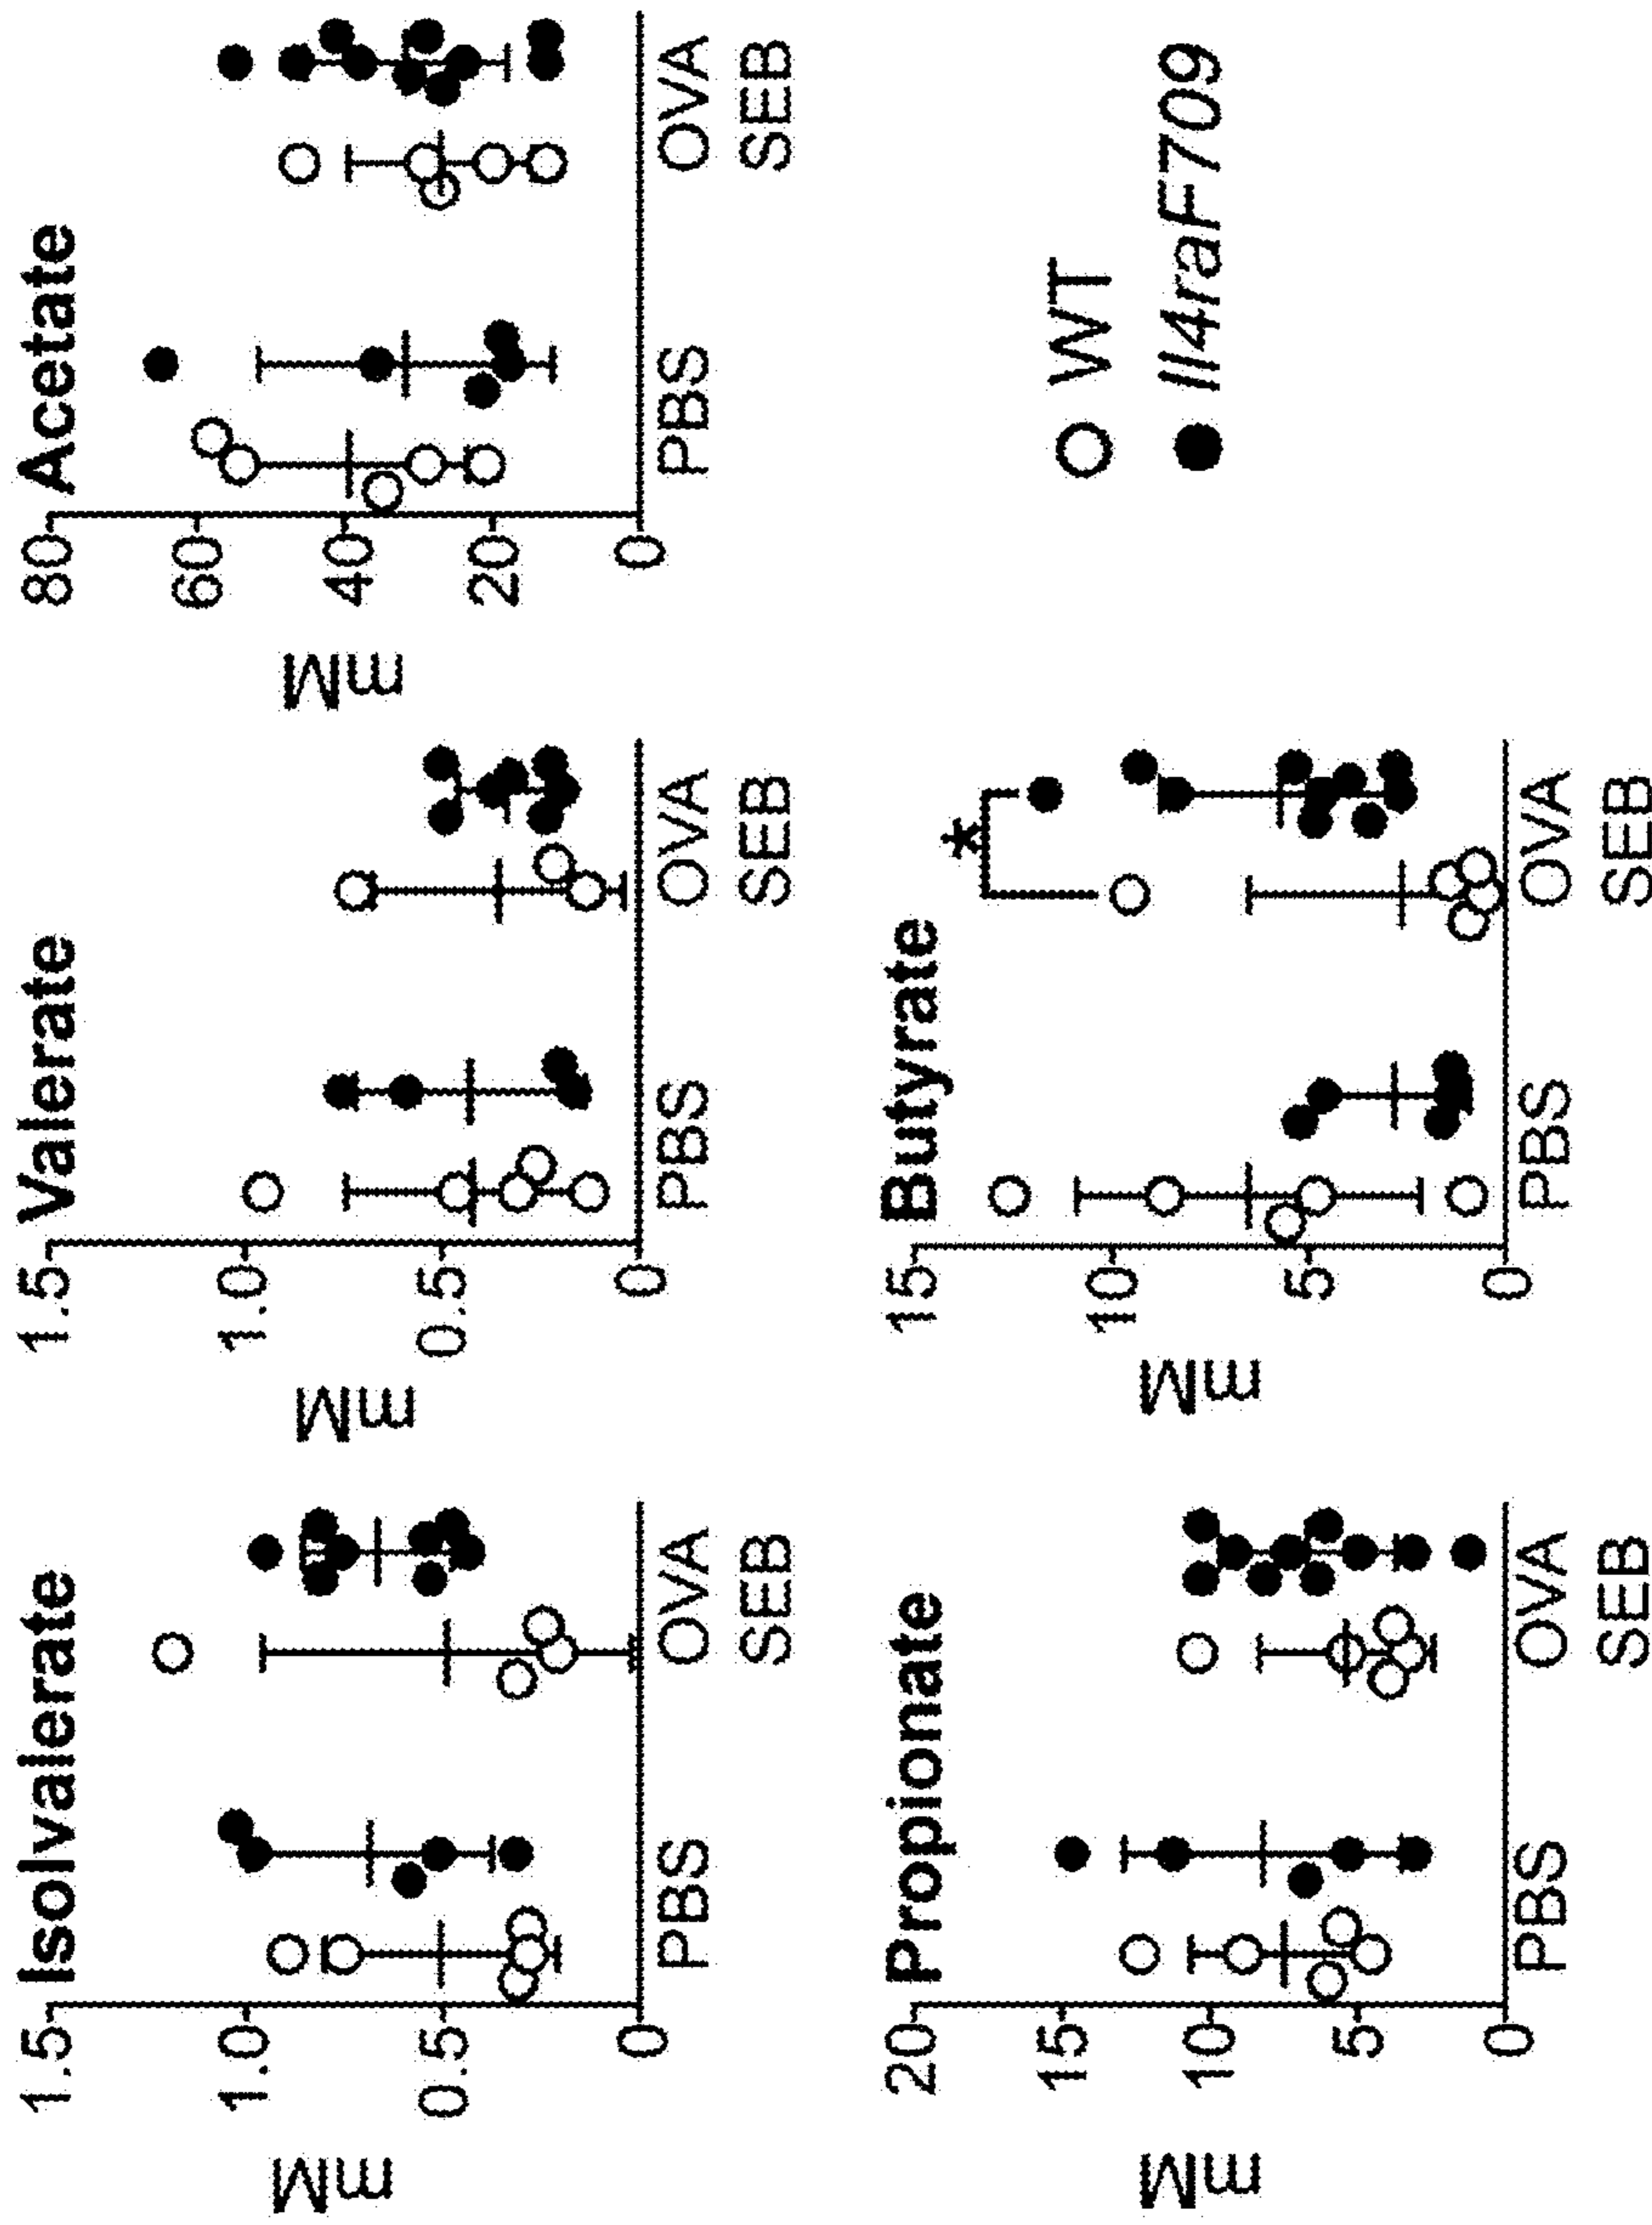 Isolvalerate
mM
1.5
1.0
0.5
0
PBS
OVA
SEB
Valerate
mM
1.5
1.0
0.5
0
PBS
OVA
SEB
Acetate
mM
80
60
40
20
0
PBS
OVA
SEB
Propionate
mM
20
15
10
5
0
PBS
OVA
SEB
Butyrate
mM
15
10
5
0
*
PBS
OVA
SEB
WT
Il4raF709